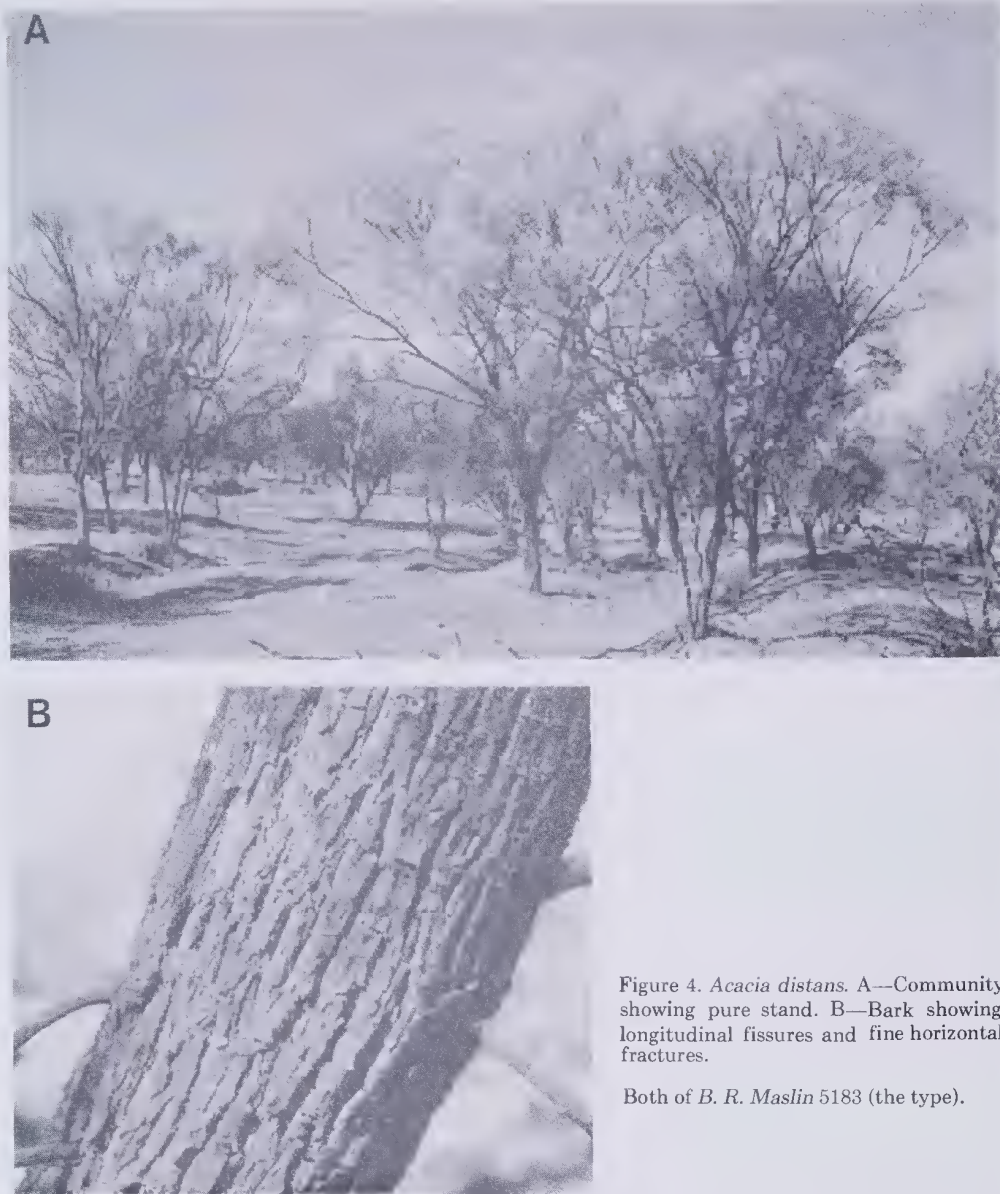 A
B
Figure 4. Acacia distans. A—Community
showing pure stand. B—Bark showing
longitudinal fissures and fine horizontal
fractures.
Both of B. R. Maslin 5183 (the type).